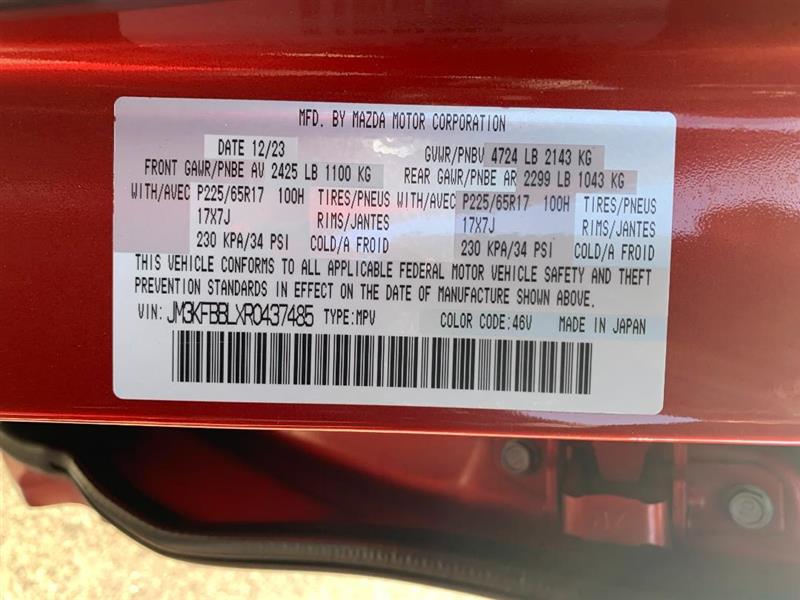 MFD. BY MAZDA MOTOR CORPORATION
DATE 12/23 GVWR/PNBV 4724 LB 2143 KG
FRONT GAWR/PNBE AV 2425 LB 1100 KG REAR GAWR/PNBE AR 2299 LB 1043 KG
WITH/AVEC P225/65R17 100H TIRES/PNEUS WITH/AVEC P225/65R17 100H TIRES/PNEUS
17X7J RIMS/JANTES 17X7J RIMS/JANTES
230 KPA/34 PSI COLD/A FROID 230 KPA/34 PSI COLD/A FROID
THIS VEHICLE CONFORMS TO ALL APPLICABLE FEDERAL MOTOR VEHICLE SAFETY AND THEFT
PREVENTION STANDARDS IN EFFECT ON THE DATE OF MANUFACTURE SHOWN ABOVE.
VIN: JM3KFBBLXR0437485 TYPE:MPV COLOR CODE:46V MADE IN JAPAN